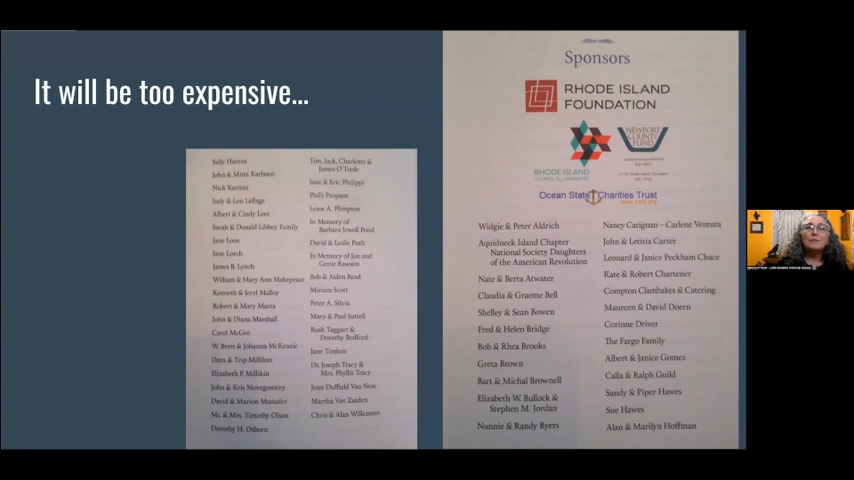 It will be too expensive...
Sally Havens
John & Mimi Karlsson
Nick Keenan
Judy & Lou LaFage
Albert & Cindy Lees
Sarah & Donald Libbey Family
Jane Loos
Jane Lorch
James B. Lynch
William & Mary Ann Makepeace
Kenneth & Jeryl Malloy
Robert & Mary Marra
John & Diana Marshall
Carol McGee
W. Brett & Johanna McKenzie
Dora & Trip Millikin
Elizabeth P. Millikin
John & Kris Montgomery
David & Marion
Mr. & Mrs. Timothy Olson
Dorothy H. Osborn
Tim, Jack, Charlotte &
James O'Toole
Jane & Eric Philippi
Phil's Propane
Lease A. Plimpton
In Memory of
Barbara Jewell Pond
David & Leslie Puth
In Memory of Jon and
Genie Rawson
Bob & Alden Read
Miriam Scott
Peter A. Silvia
Mary & Paul Surtell
Rush Taggart &
Dorothy Bedford
Jane Timken
Dr. Joseph Tracy &
Mrs. Phyllis Tracy
Joan Duffield Van Ness
Martha Van Zuiden
Chris & Alan Willensen
Sponsors
RHODE ISLAND
FOUNDATION
RHODE ISLAND
COUNCIL HUMANITIES
NEWPORT
COUNTY
FUND
Ocean State Charities Trust
Widgie & Peter Aldrich
Aquidneck Island Chapter
National Society Daughters
of the American Revolution
Nate & Berta Atwater
Claudia & Graeme Bell
Shelley & Sean Bowen
Fred & Helen Bridge
Bob & Rhea Brooks
Greta Brown
Bart & Michal Brownell
Elizabeth W. Bullock &
Stephen M. Jordan
Nunnie & Randy Byers
Nancy Carignan – Carlene Ventura
John & Letitia Carter
Leonard & Janice Peckham Chace
Kate & Robert Chartener
Compton Clambakes & Catering
Maureen & David Doern
Corinne Driver
The Fargo Family
Albert & Janice Gomez
Calla & Ralph Guild
Sandy & Piper Hawes
Sue Hawes
Alan & Marilyn Hoffman